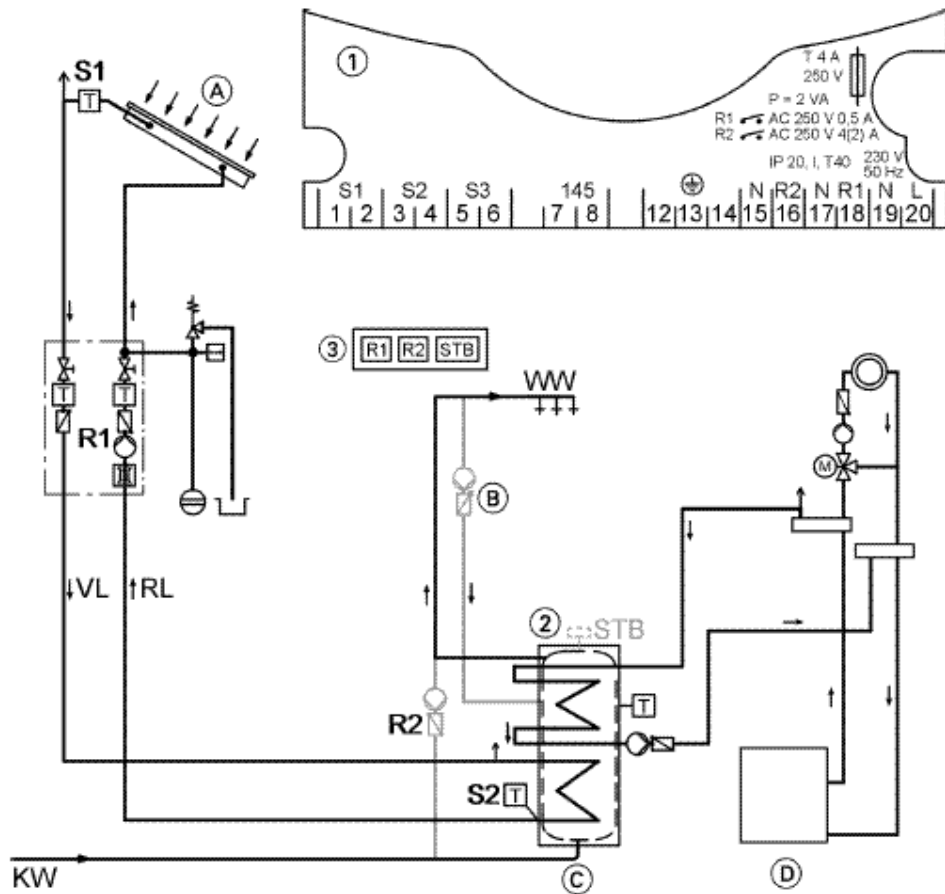 S1
T
A
1
T 4 A
250 V
P = 2 VA
R1 AC 250 V 0,5 A
R2 AC 250 V 4(2) A
IP 20, I, T40 230 V
50 Hz
S1 S2 S3 145 N R2 N R1 N L
1 2 3 4 5 6 7 8 12 13 14 15 16 17 18 19 20
3 R1 R2 STB
WW
T T
R1
B
M
VL RL
2 STB
T
R2
S2 T
KW
C
D